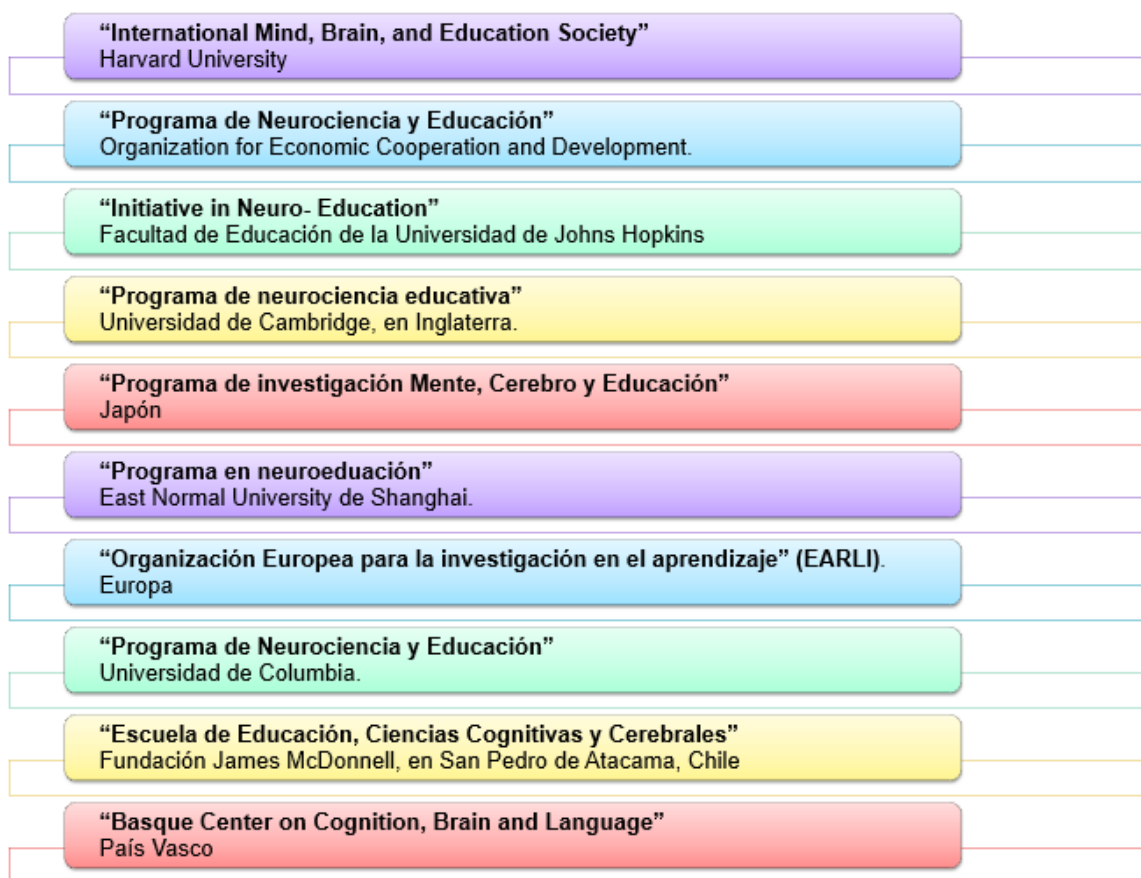 “International Mind, Brain, and Education Society”
Harvard University
“Programa de Neurociencia y Educación”
Organization for Economic Cooperation and Development.
“Initiative in Neuro- Education”
Facultad de Educación de la Universidad de Johns Hopkins
“Programa de neurociencia educativa”
Universidad de Cambridge, en Inglaterra.
“Programa de investigación Mente, Cerebro y Educación”
Japón
“Programa en neuroeduación”
East Normal University de Shanghai.
“Organización Europea para la investigación en el aprendizaje” (EARLI).
Europa
“Programa de Neurociencia y Educación”
Universidad de Columbia.
“Escuela de Educación, Ciencias Cognitivas y Cerebrales”
Fundación James McDonnell, en San Pedro de Atacama, Chile
“Basque Center on Cognition, Brain and Language”
País Vasco